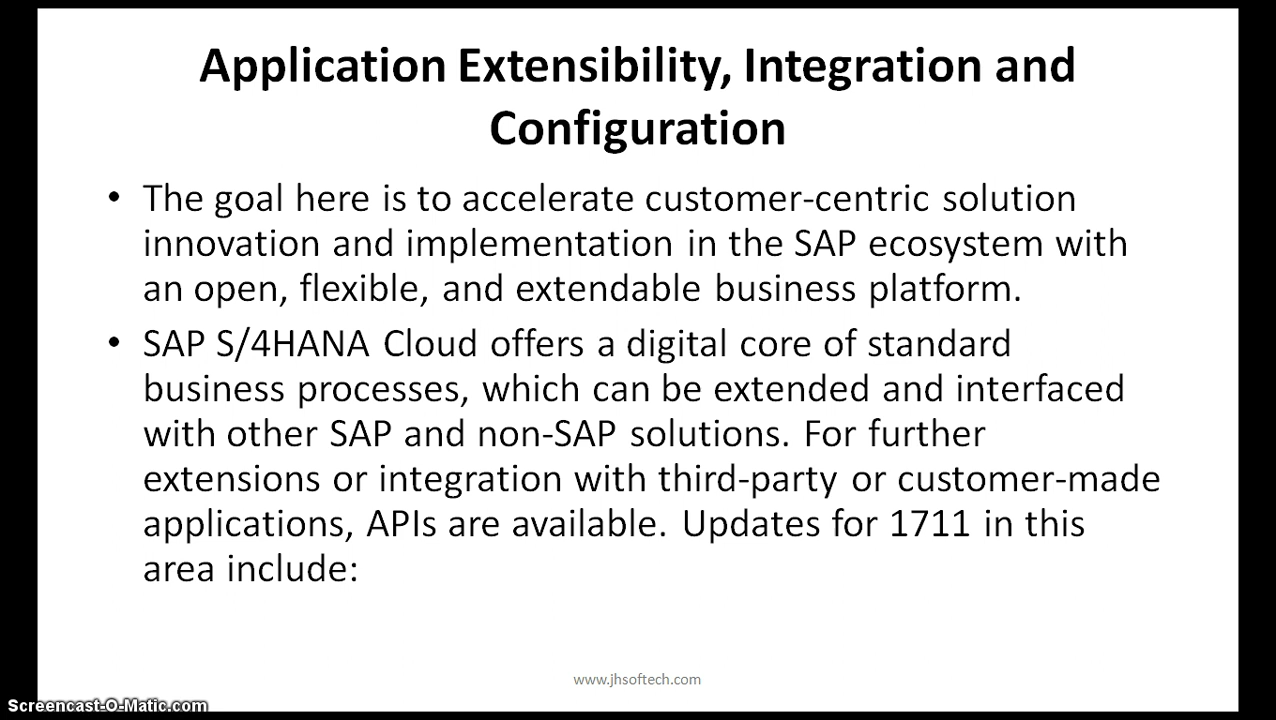 Application Extensibility, Integration and
Configuration
• The goal here is to accelerate customer-centric solution
innovation and implementation in the SAP ecosystem with
an open, flexible, and extendable business platform.
• SAP S/4HANA Cloud offers a digital core of standard
business processes, which can be extended and interfaced
with other SAP and non-SAP solutions. For further
extensions or integration with third-party or customer-made
applications, APIs are available. Updates for 1711 in this
area include:
www.jhsoftech.com
Screencast-O-Matic.com